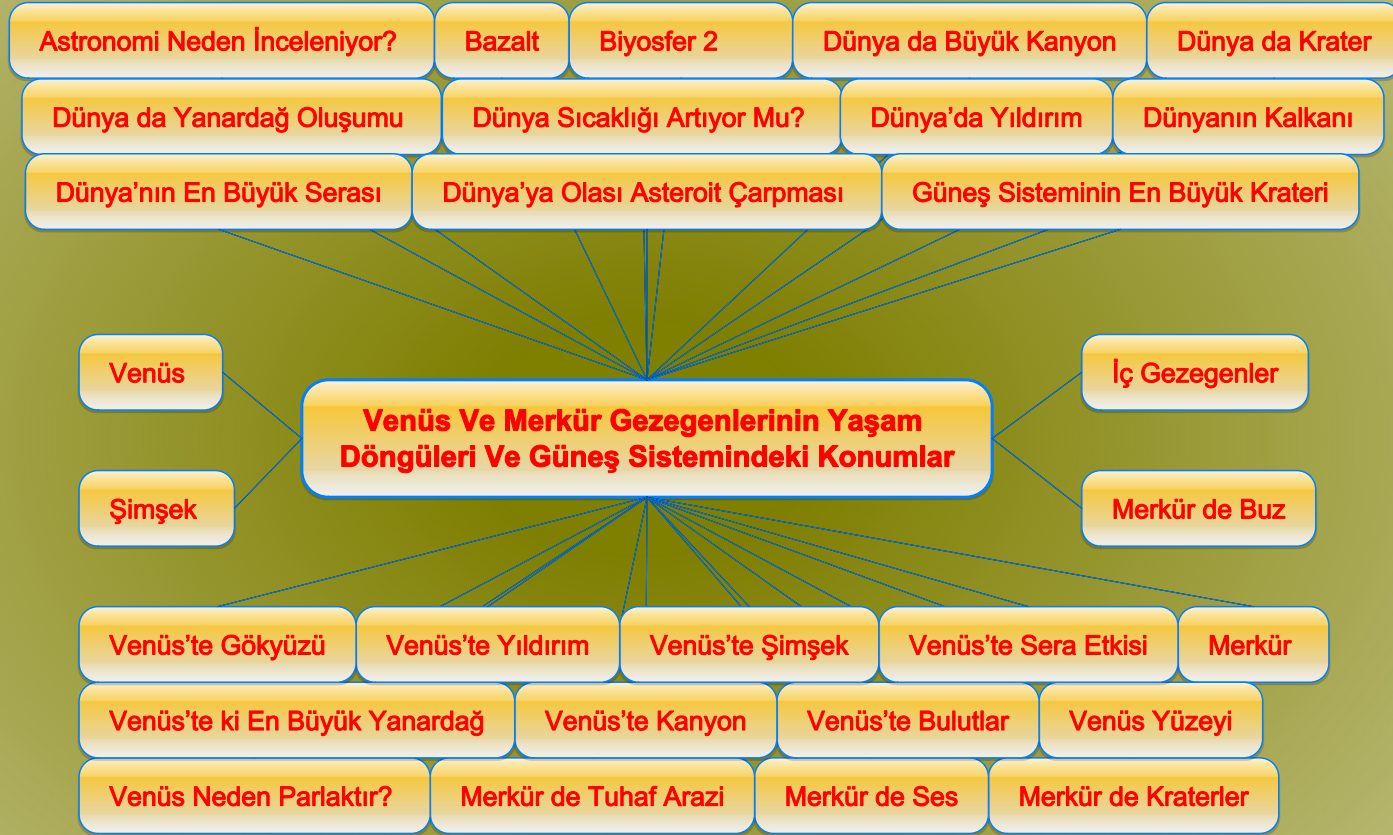 Astronomi Neden İnceleniyor?
Bazalt
Biyosfer 2
Dünya da Büyük Kanyon
Dünya da Krater
Dünya da Yanardağ Oluşumu
Dünya Sıcaklığı Artıyor Mu?
Dünya’da Yıldırım
Dünyanın Kalkanı
Dünya’nın En Büyük Serası
Dünya’ya Olası Asteroit Çarpması
Güneş Sisteminin En Büyük Krateri
Venüs
İç Gezegenler
Venüs Ve Merkür Gezegenlerinin Yaşam
Döngüleri Ve Güneş Sistemindeki Konumlar
Şimşek
Merkür de Buz
Venüs’te Gökyüzü
Venüs’te Yıldırım
Venüs’te Şimşek
Venüs’te Sera Etkisi
Merkür
Venüs’te ki En Büyük Yanardağ
Venüs’te Kanyon
Venüs’te Bulutlar
Venüs Yüzeyi
Venüs Neden Parlaktır?
Merkür de Tuhaf Arazi
Merkür de Ses
Merkür de Kraterler